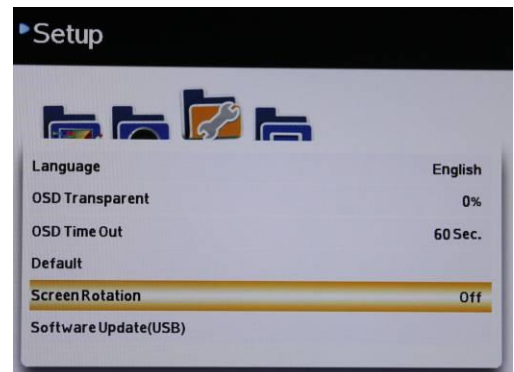 Setup
Language English
OSD Transparent 0%
OSD Time Out 60 Sec.
Default
Screen Rotation Off
Software Update(USB)